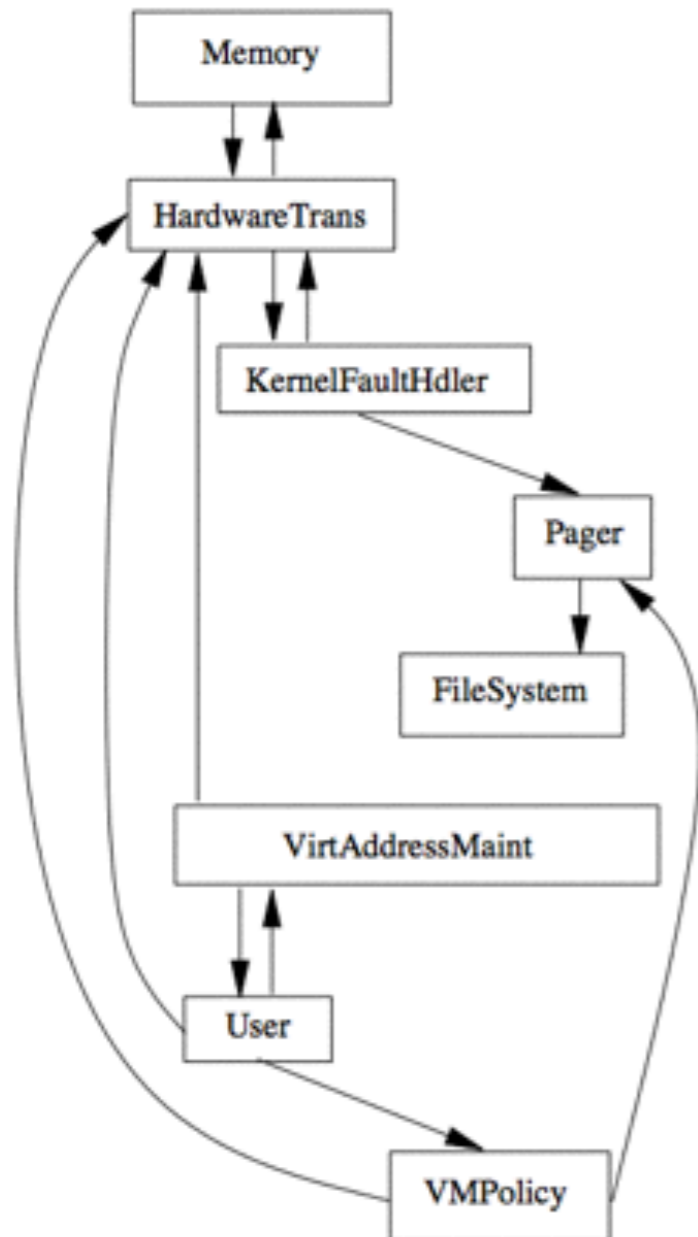 Memory
HardwareTrans
KernelFaultHdler
Pager
FileSystem
VirtAddressMaint
User
VMPolicy